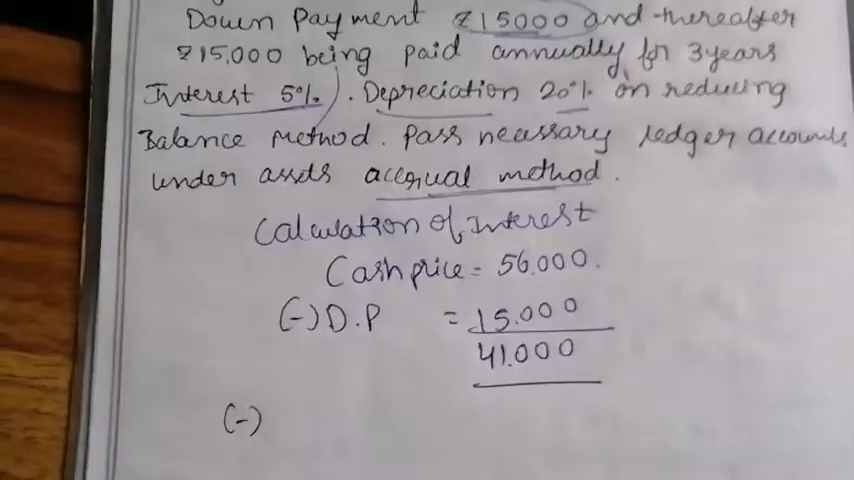 Down Payment ₹15000 and thereafter
₹15,000 being paid annually for 3 years
Interest 5%). Depreciation 20% on reducing
Balance method. Pass necessary ledger accounts
under assets accrual method.
Calculation of Interest
Cash price = 56.000.
(-) D.P = 15.000
41.000
(-)